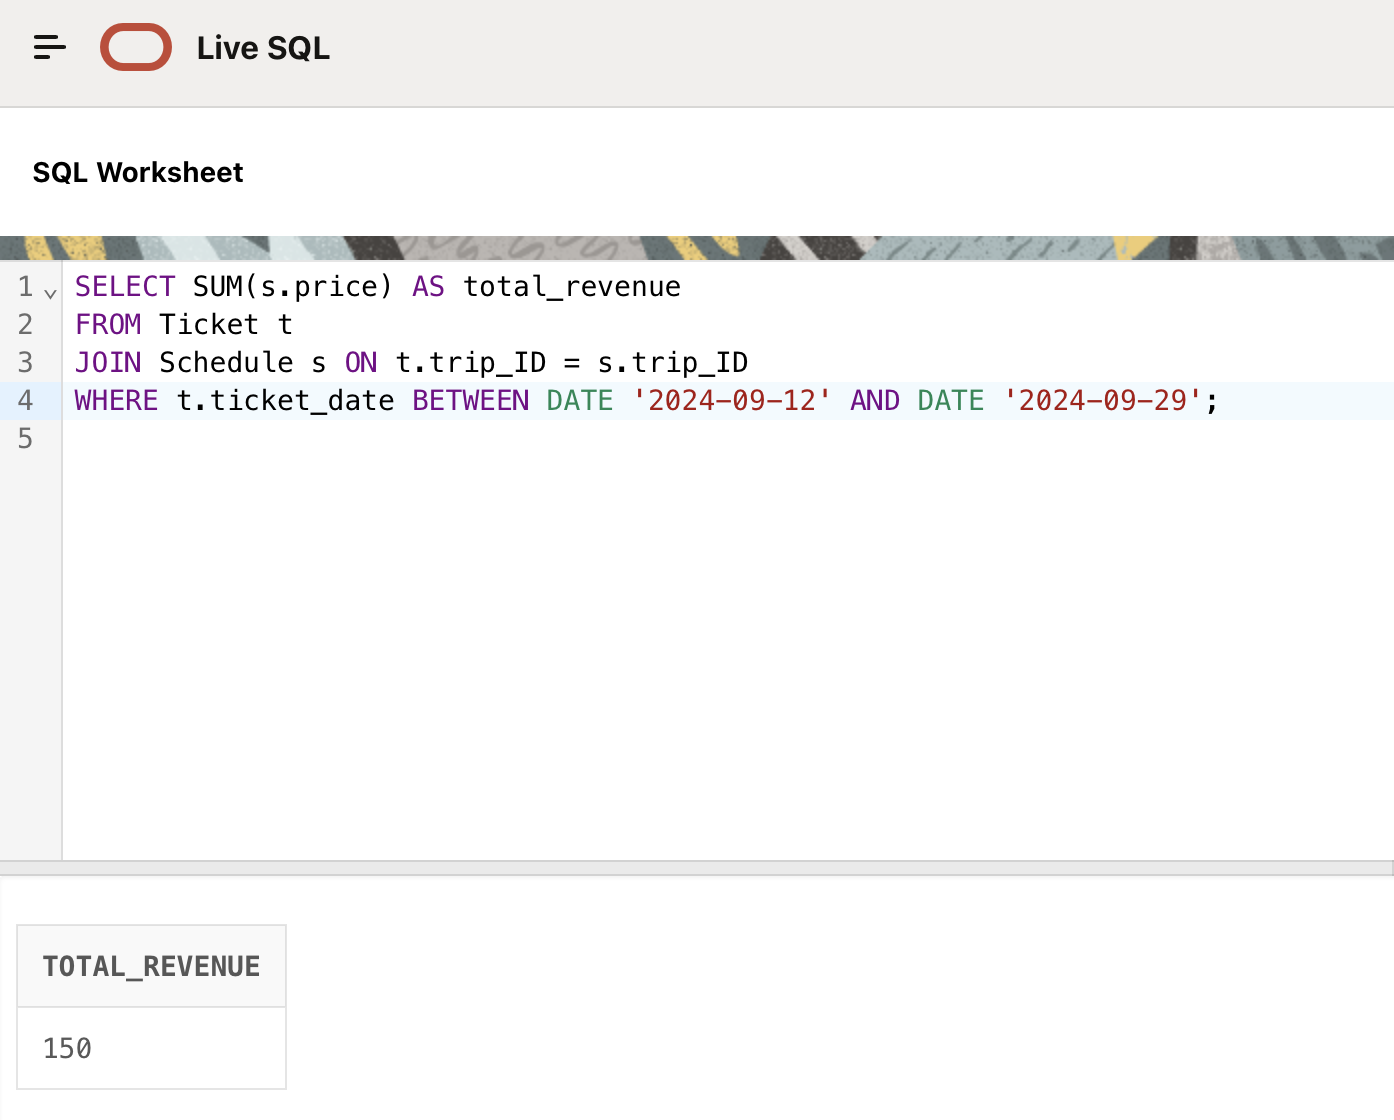 Live SQL
SQL Worksheet
1 SELECT SUM(s.price) AS total_revenue
2 FROM Ticket t
3 JOIN Schedule s ON t.trip_ID = s.trip_ID
4 WHERE t.ticket_date BETWEEN DATE '2024-09-12' AND DATE '2024-09-29';
5
TOTAL_REVENUE
150